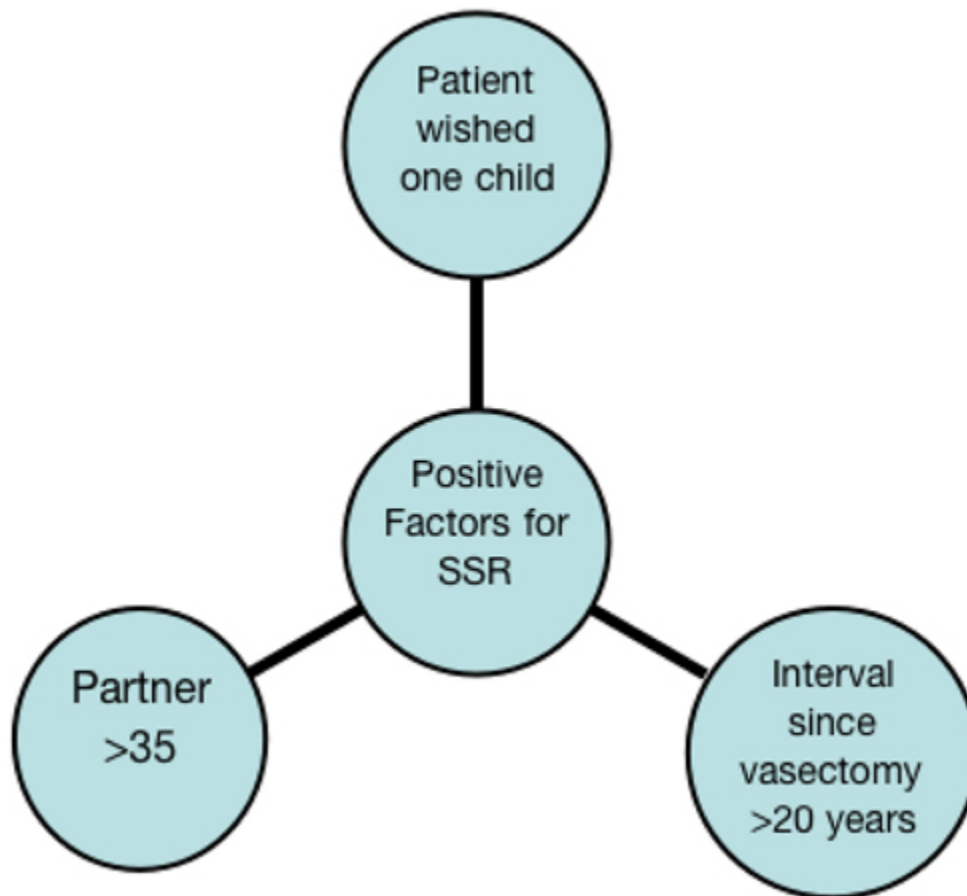 Patient
wished
one child
Positive
Factors for
SSR
Partner
>35
Interval
since
vasectomy
>20 years